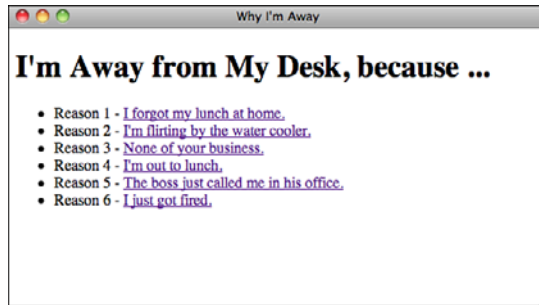 Why I'm Away
I'm Away from My Desk, because ...
Reason 1 - I forgot my lunch at home.
Reason 2 - I'm flirting by the water cooler.
Reason 3 - None of your business.
Reason 4 - I'm out to lunch.
Reason 5 - The boss just called me in his office.
Reason 6 - I just got fired.